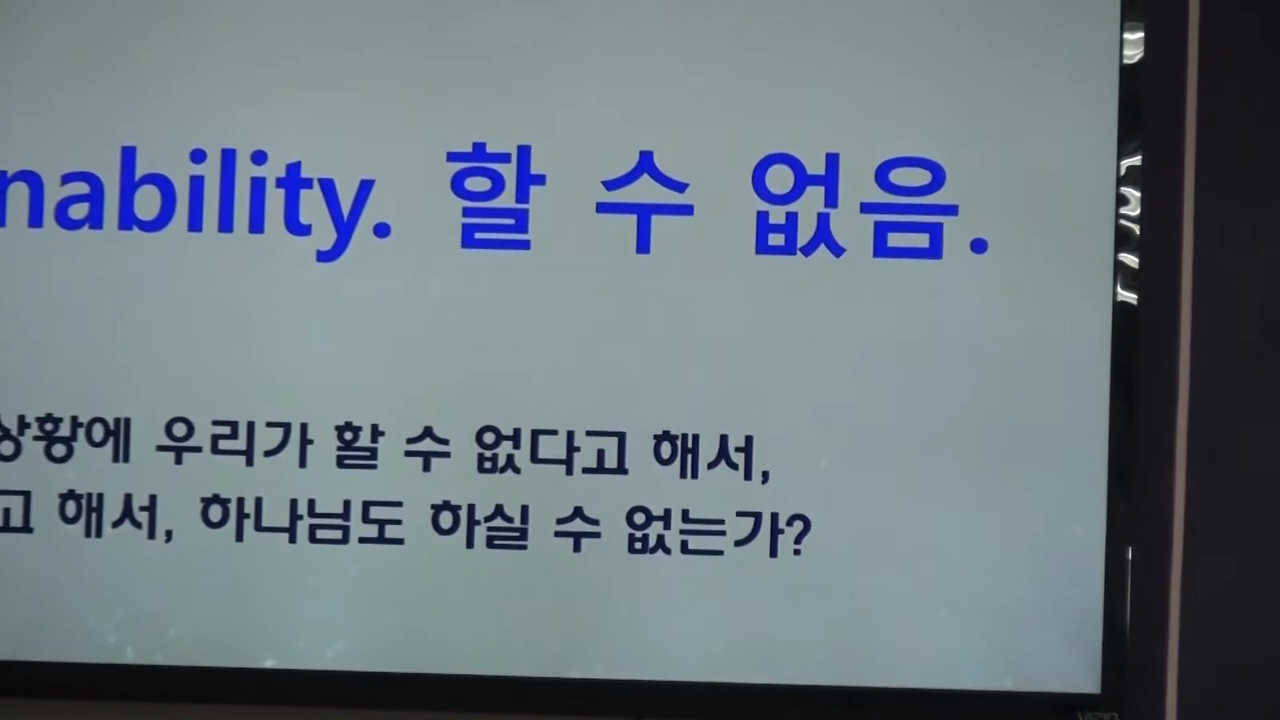 nability. 할 수 없음.
상황에 우리가 할 수 없다고 해서,
고 해서, 하나님도 하실 수 없는가?
VIZIO